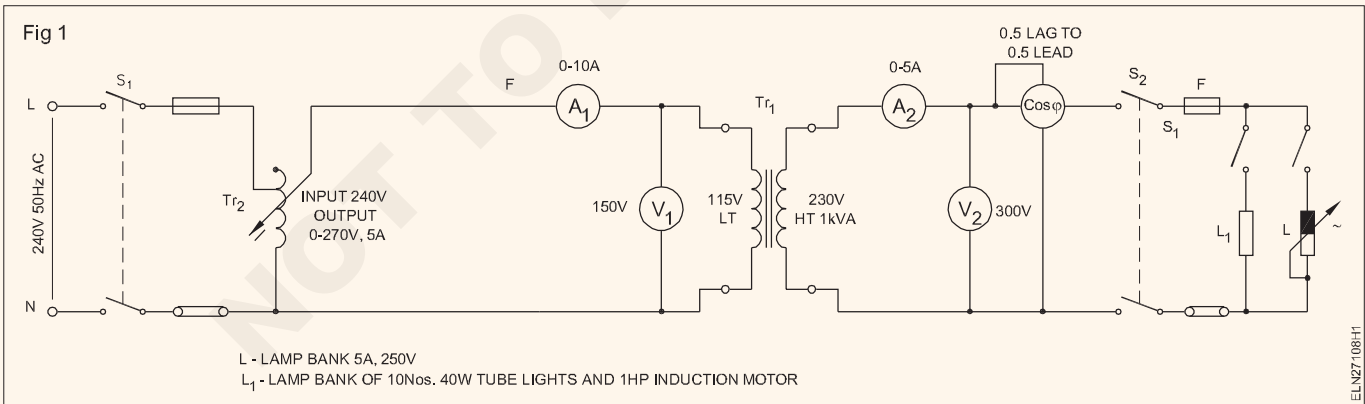 Fig 1
0.5 LAG TO
0.5 LEAD
0-10A
0-5A
S1
F
Tr1
S2
F
L
A1
A2
Cosφ
S1
240V 50Hz AC
Tr2
INPUT 240V
OUTPUT
0-270V, 5A
150V
V1
115V
LT
230V
HT 1kVA
V2
300V
L1
L
~
N
L - LAMP BANK 5A, 250V
L1 - LAMP BANK OF 10Nos. 40W TUBE LIGHTS AND 1HP INDUCTION MOTOR
ELN27108H1
NOT TO